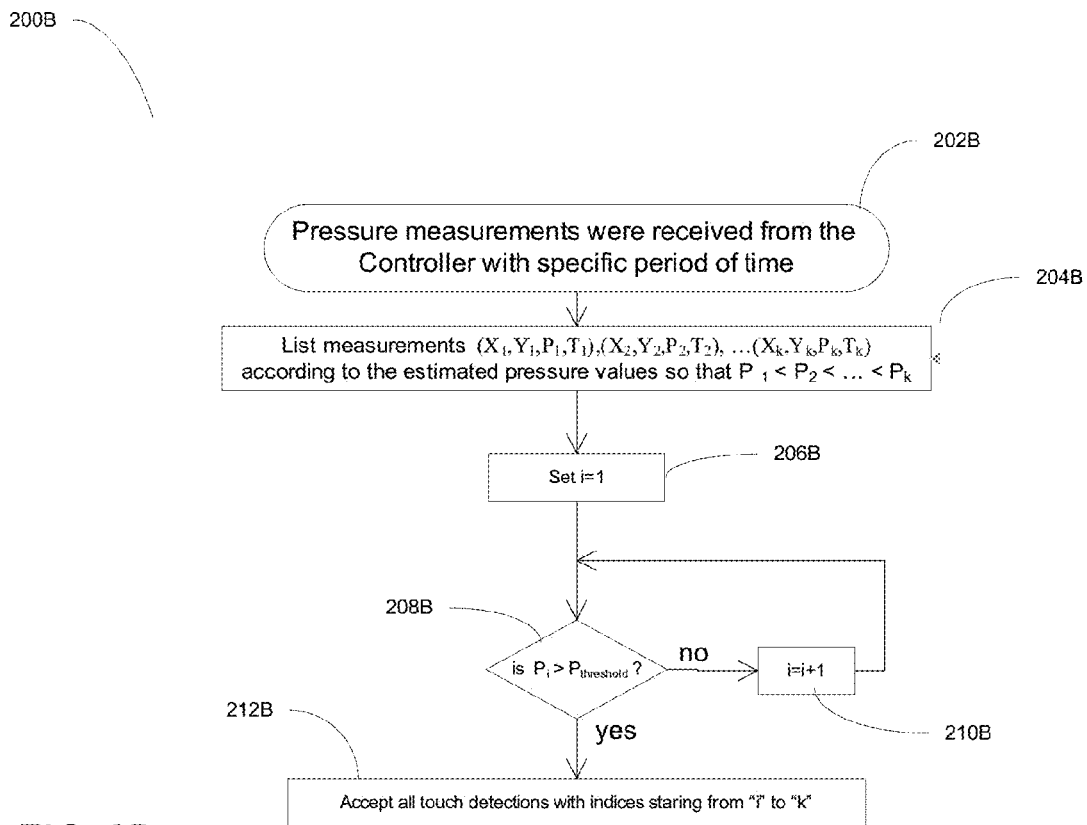 200B
202B
Pressure measurements were received from the
Controller with specific period of time
204B
List measurements (X₁,Y₁,P₁,T₁),(X₂,Y₂,P₂,T₂), ...(Xₖ,Yₖ,Pₖ,Tₖ)
according to the estimated pressure values so that P ₁ < P₂ < ... < Pₖ
206B
Set i=1
208B
is Pᵢ > Pthreshold ?
no
i=i+1
210B
yes
212B
Accept all touch detections with indices staring from "i" to "k"